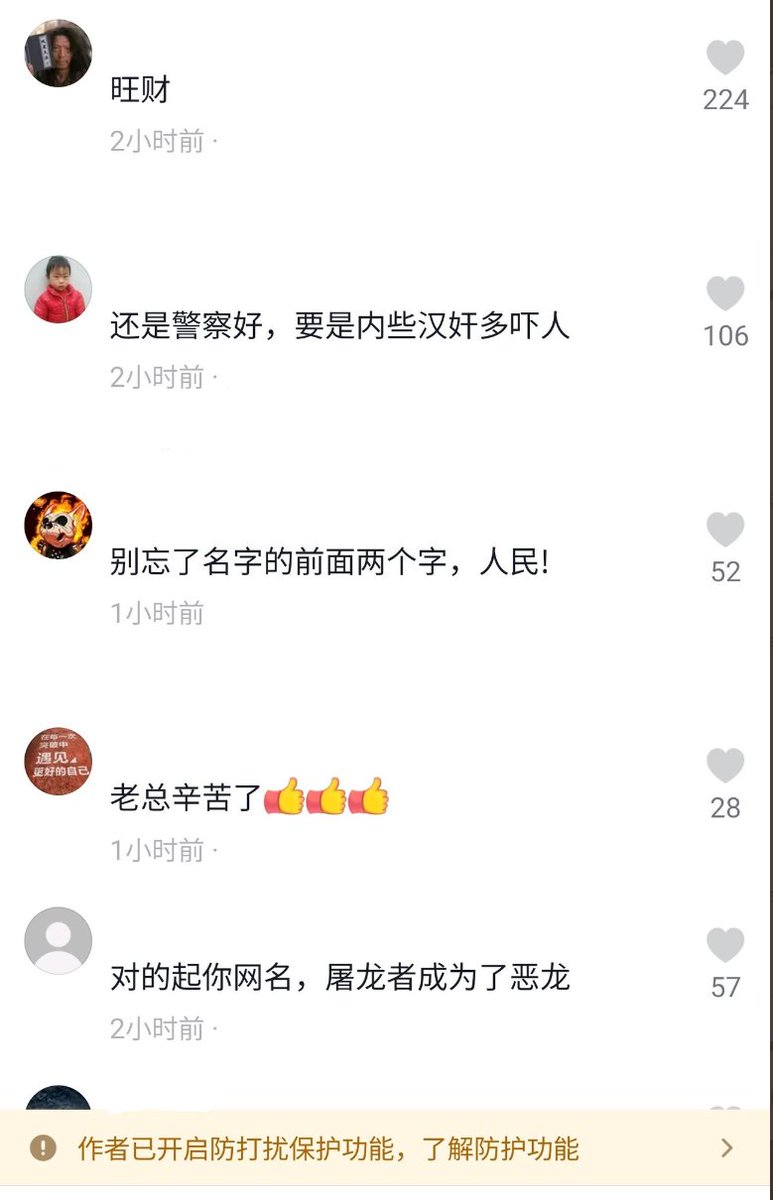 旺财
224
2小时前 ·
还是警察好，要是内些汉奸多吓人
106
2小时前 ·
别忘了名字的前面两个字，人民!
52
1小时前
在每一次
突破中
遇见
更好的自己
老总辛苦了👍👍👍
28
1小时前 ·
对的起你网名，屠龙者成为了恶龙
57
2小时前 ·
作者已开启防打扰保护功能，了解防护功能